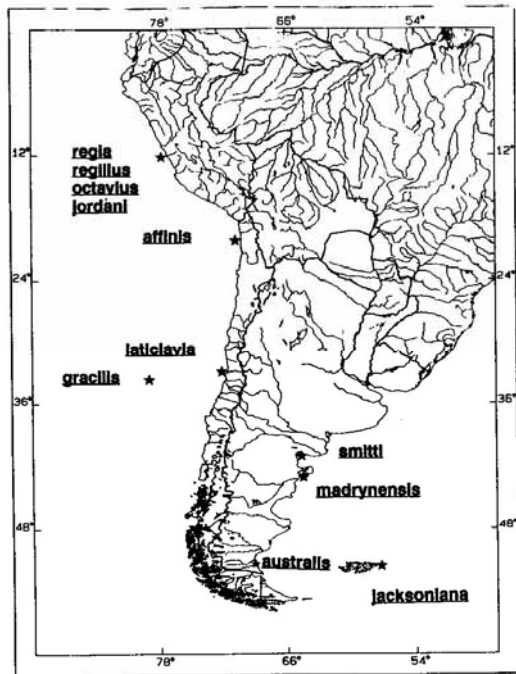 78° 66° 54°
12° 12°
regia
regilius
octavius
jordani
affinis
24° 24°
laticlavia
gracilis
36° 36°
smitti
madrynensis
48° 48°
australis
jacksoniana
78° 66° 54°